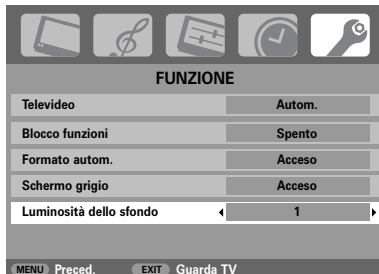 FUNZIONE
Televideo Autom.
Blocco funzioni Spento
Formato autom. Acceso
Schermo grigio Acceso
Luminosità dello sfondo 1
MENU Preced. EXIT Guarda TV